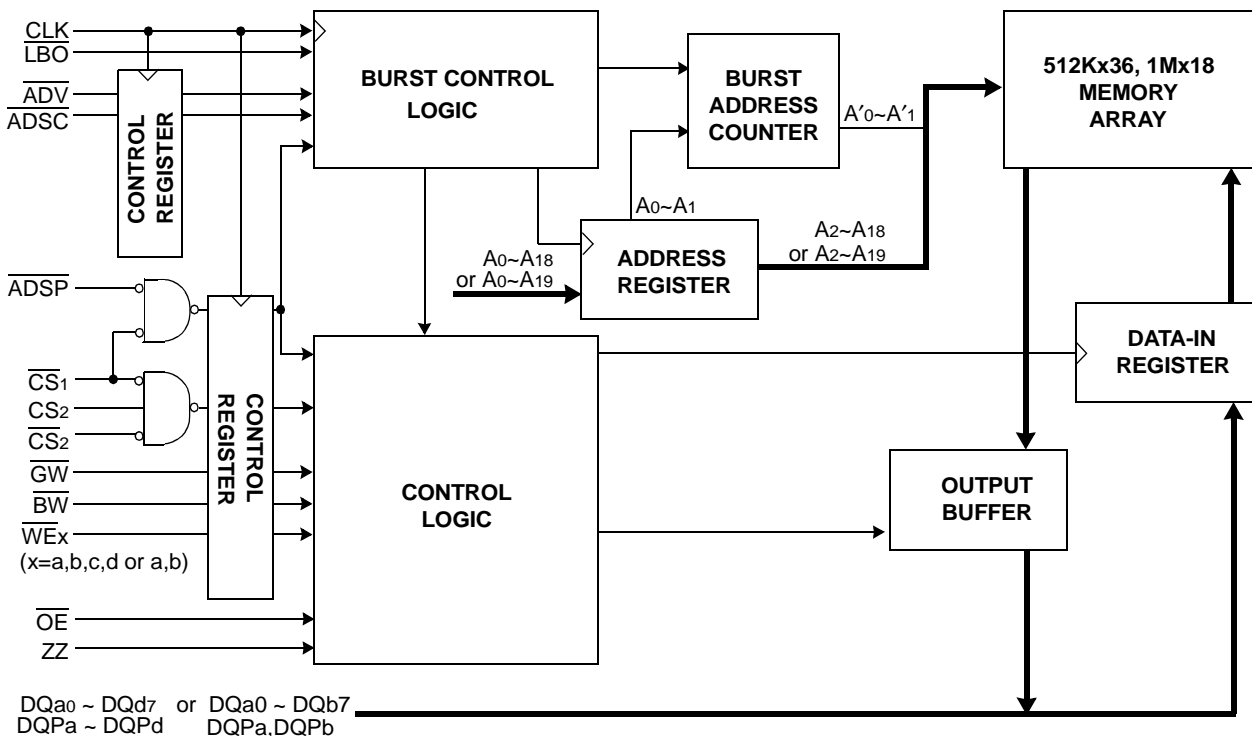 CLK
LBO
ADV
ADSC
CONTROL
REGISTER
BURST CONTROL
LOGIC
BURST
ADDRESS
COUNTER
A′0~A′1
512Kx36, 1Mx18
MEMORY
ARRAY
A0~A1
A0~A18
or A0~A19
ADDRESS
REGISTER
A2~A18
or A2~A19
ADSP
CS1
CS2
CS2
GW
BW
WEx
(x=a,b,c,d or a,b)
CONTROL
REGISTER
CONTROL
LOGIC
DATA-IN
REGISTER
OUTPUT
BUFFER
OE
ZZ
DQa0 ~ DQd7 or DQa0 ~ DQb7
DQPa ~ DQPd DQPa,DQPb